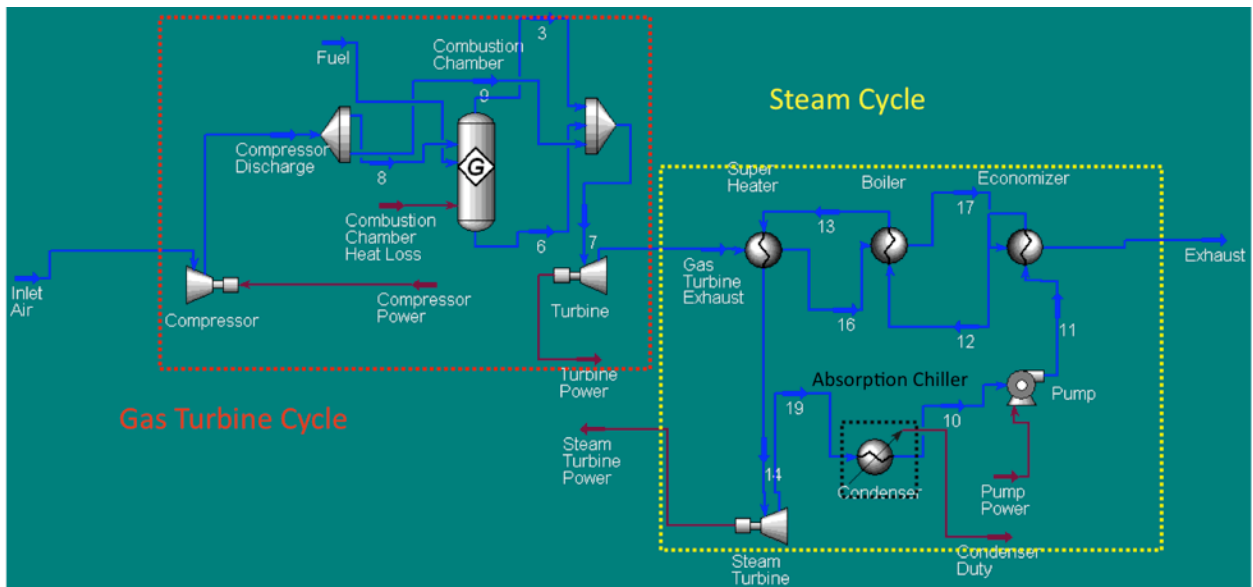 3
Fuel
Combustion
Chamber
9
Steam Cycle
Compressor
Discharge
8
G
Super
Heater
Boiler
17
Economizer
13
Combustion
Chamber
Heat Loss
6
7
Gas
Turbine
Exhaust
Exhaust
Inlet
Air
Compressor
Compressor
Power
Turbine
16
12
11
Turbine
Power
Absorption Chiller
Gas Turbine Cycle
19
10
Pump
Steam
Turbine
Power
14
Condenser
Pump
Power
Steam
Turbine
Condenser
Duty